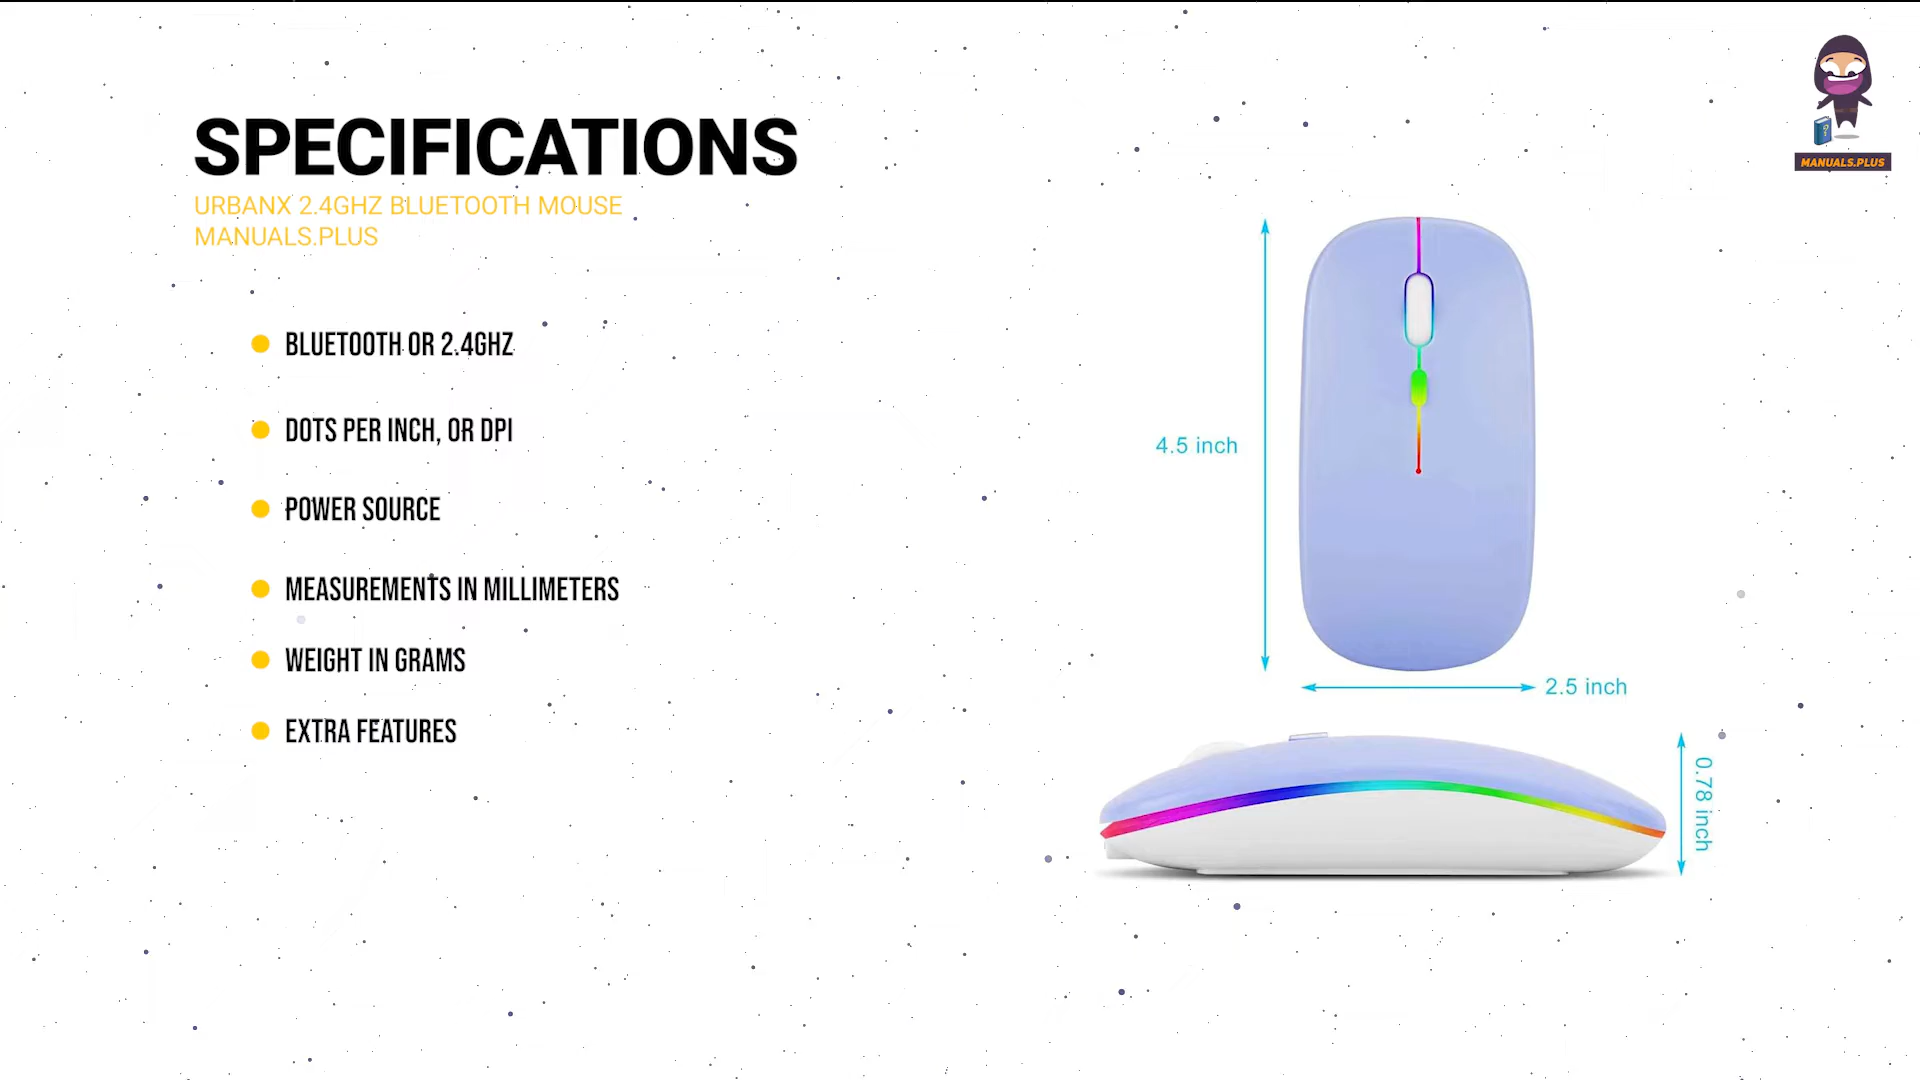 SPECIFICATIONS
URBANX 2.4GHZ BLUETOOTH MOUSE
MANUALS.PLUS
BLUETOOTH OR 2.4GHZ
DOTS PER INCH, OR DPI
POWER SOURCE
MEASUREMENTS IN MILLIMETERS
WEIGHT IN GRAMS
EXTRA FEATURES
MANUALS.PLUS
4.5 inch
2.5 inch
0.78 inch